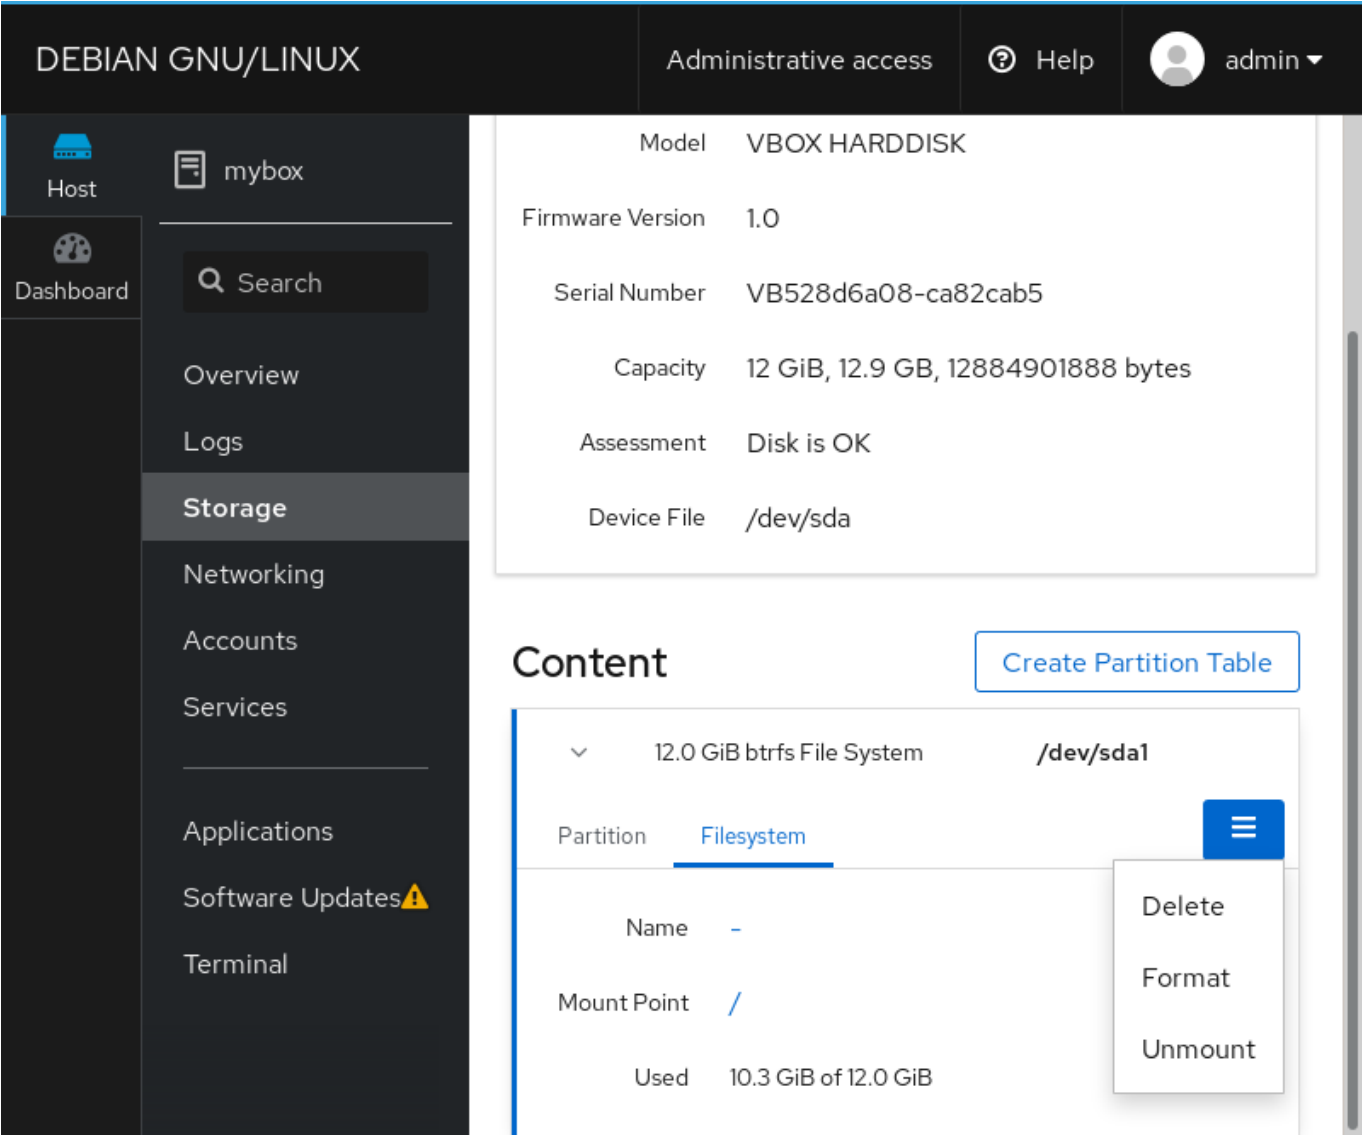 DEBIAN GNU/LINUX
Administrative access
Help
admin
Host
Dashboard
mybox
Search
Overview
Logs
Storage
Networking
Accounts
Services
Applications
Software Updates
Terminal
Model VBOX HARDDISK
Firmware Version 1.0
Serial Number VB528d6a08-ca82cab5
Capacity 12 GiB, 12.9 GB, 12884901888 bytes
Assessment Disk is OK
Device File /dev/sda
Content
Create Partition Table
12.0 GiB btrfs File System /dev/sda1
Partition Filesystem
Delete
Format
Unmount
Name -
Mount Point /
Used 10.3 GiB of 12.0 GiB